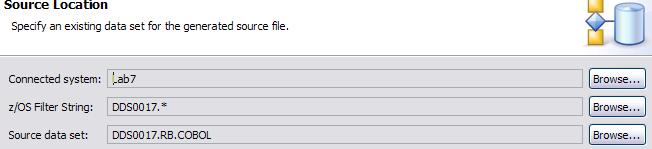 Source Location
Specify an existing data set for the generated source file.
Connected system: Lab7 Browse...
z/OS Filter String: DDS0017.* Browse...
Source data set: DDS0017.RB.COBOL Browse...